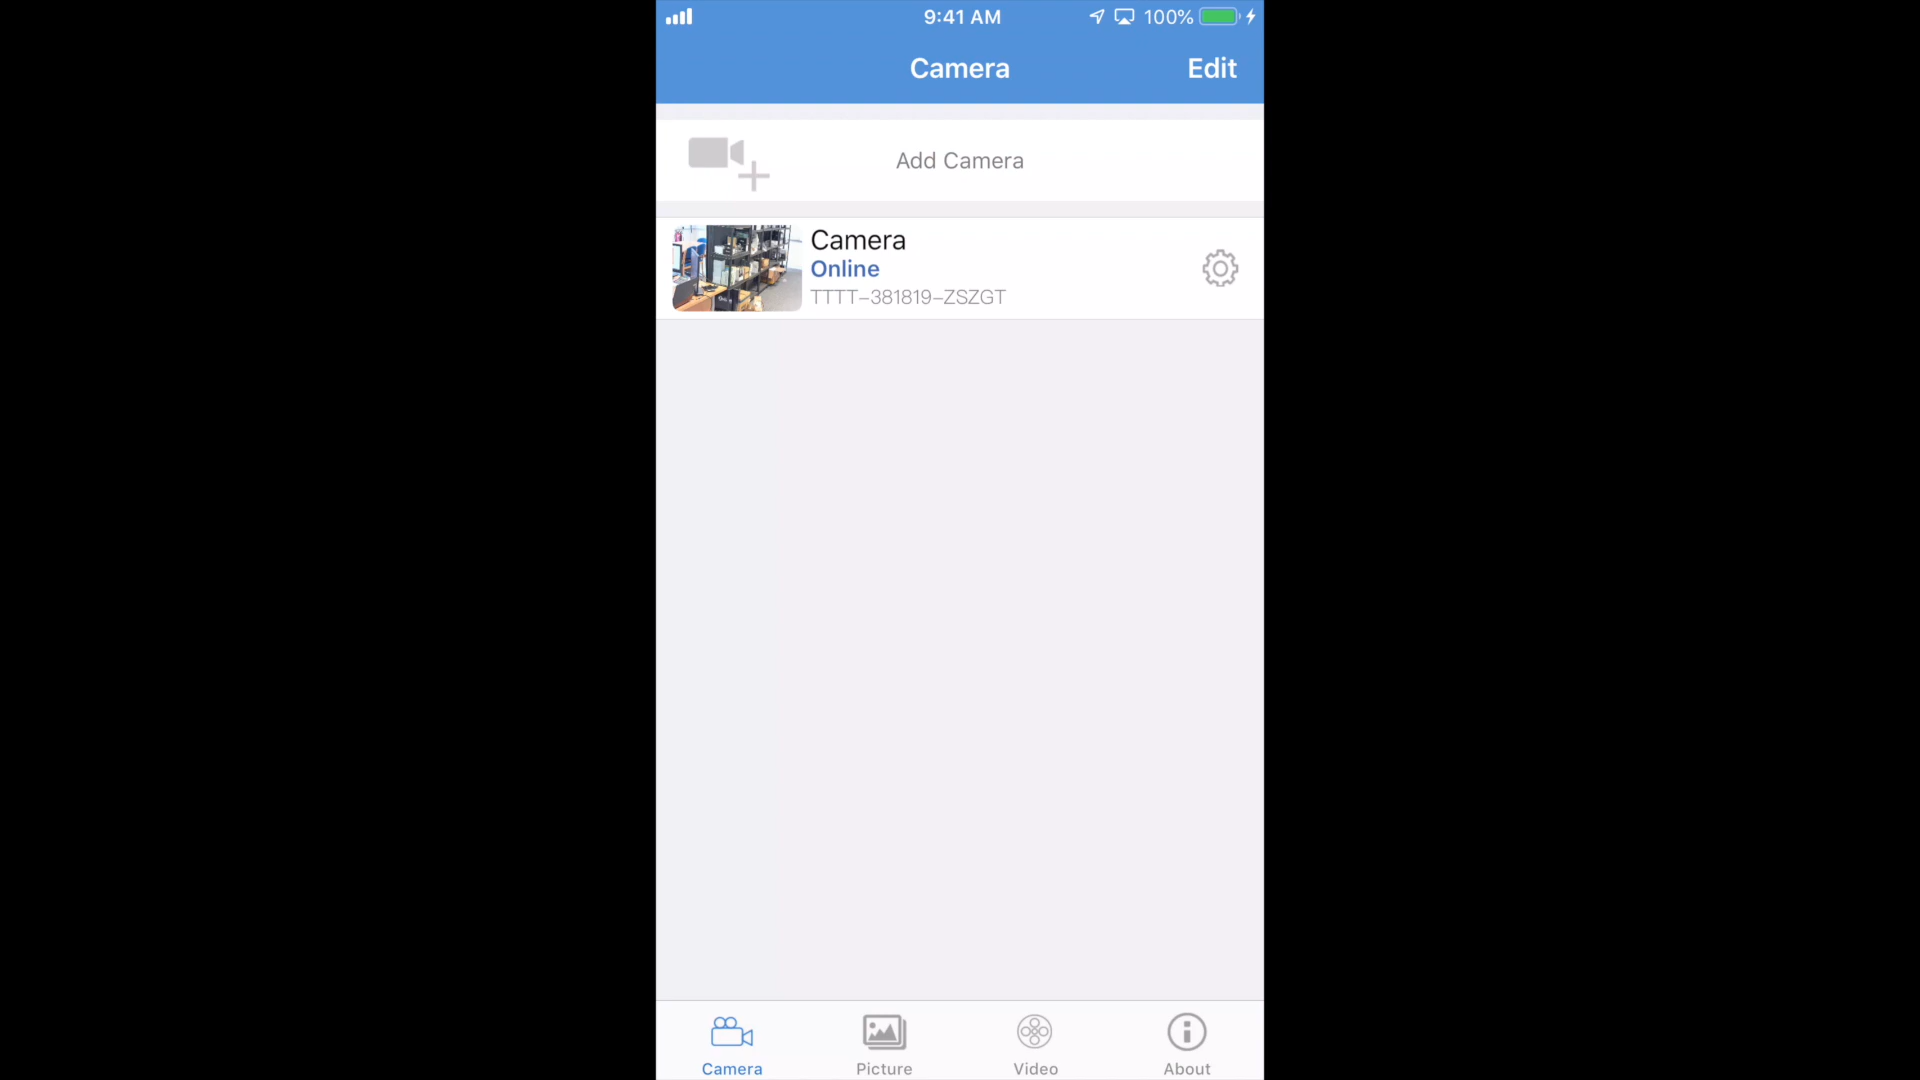 9:41 AM
100%
Camera
Edit
Add Camera
Camera
Online
TTTT-381819-ZSZGT
Camera
Picture
Video
About